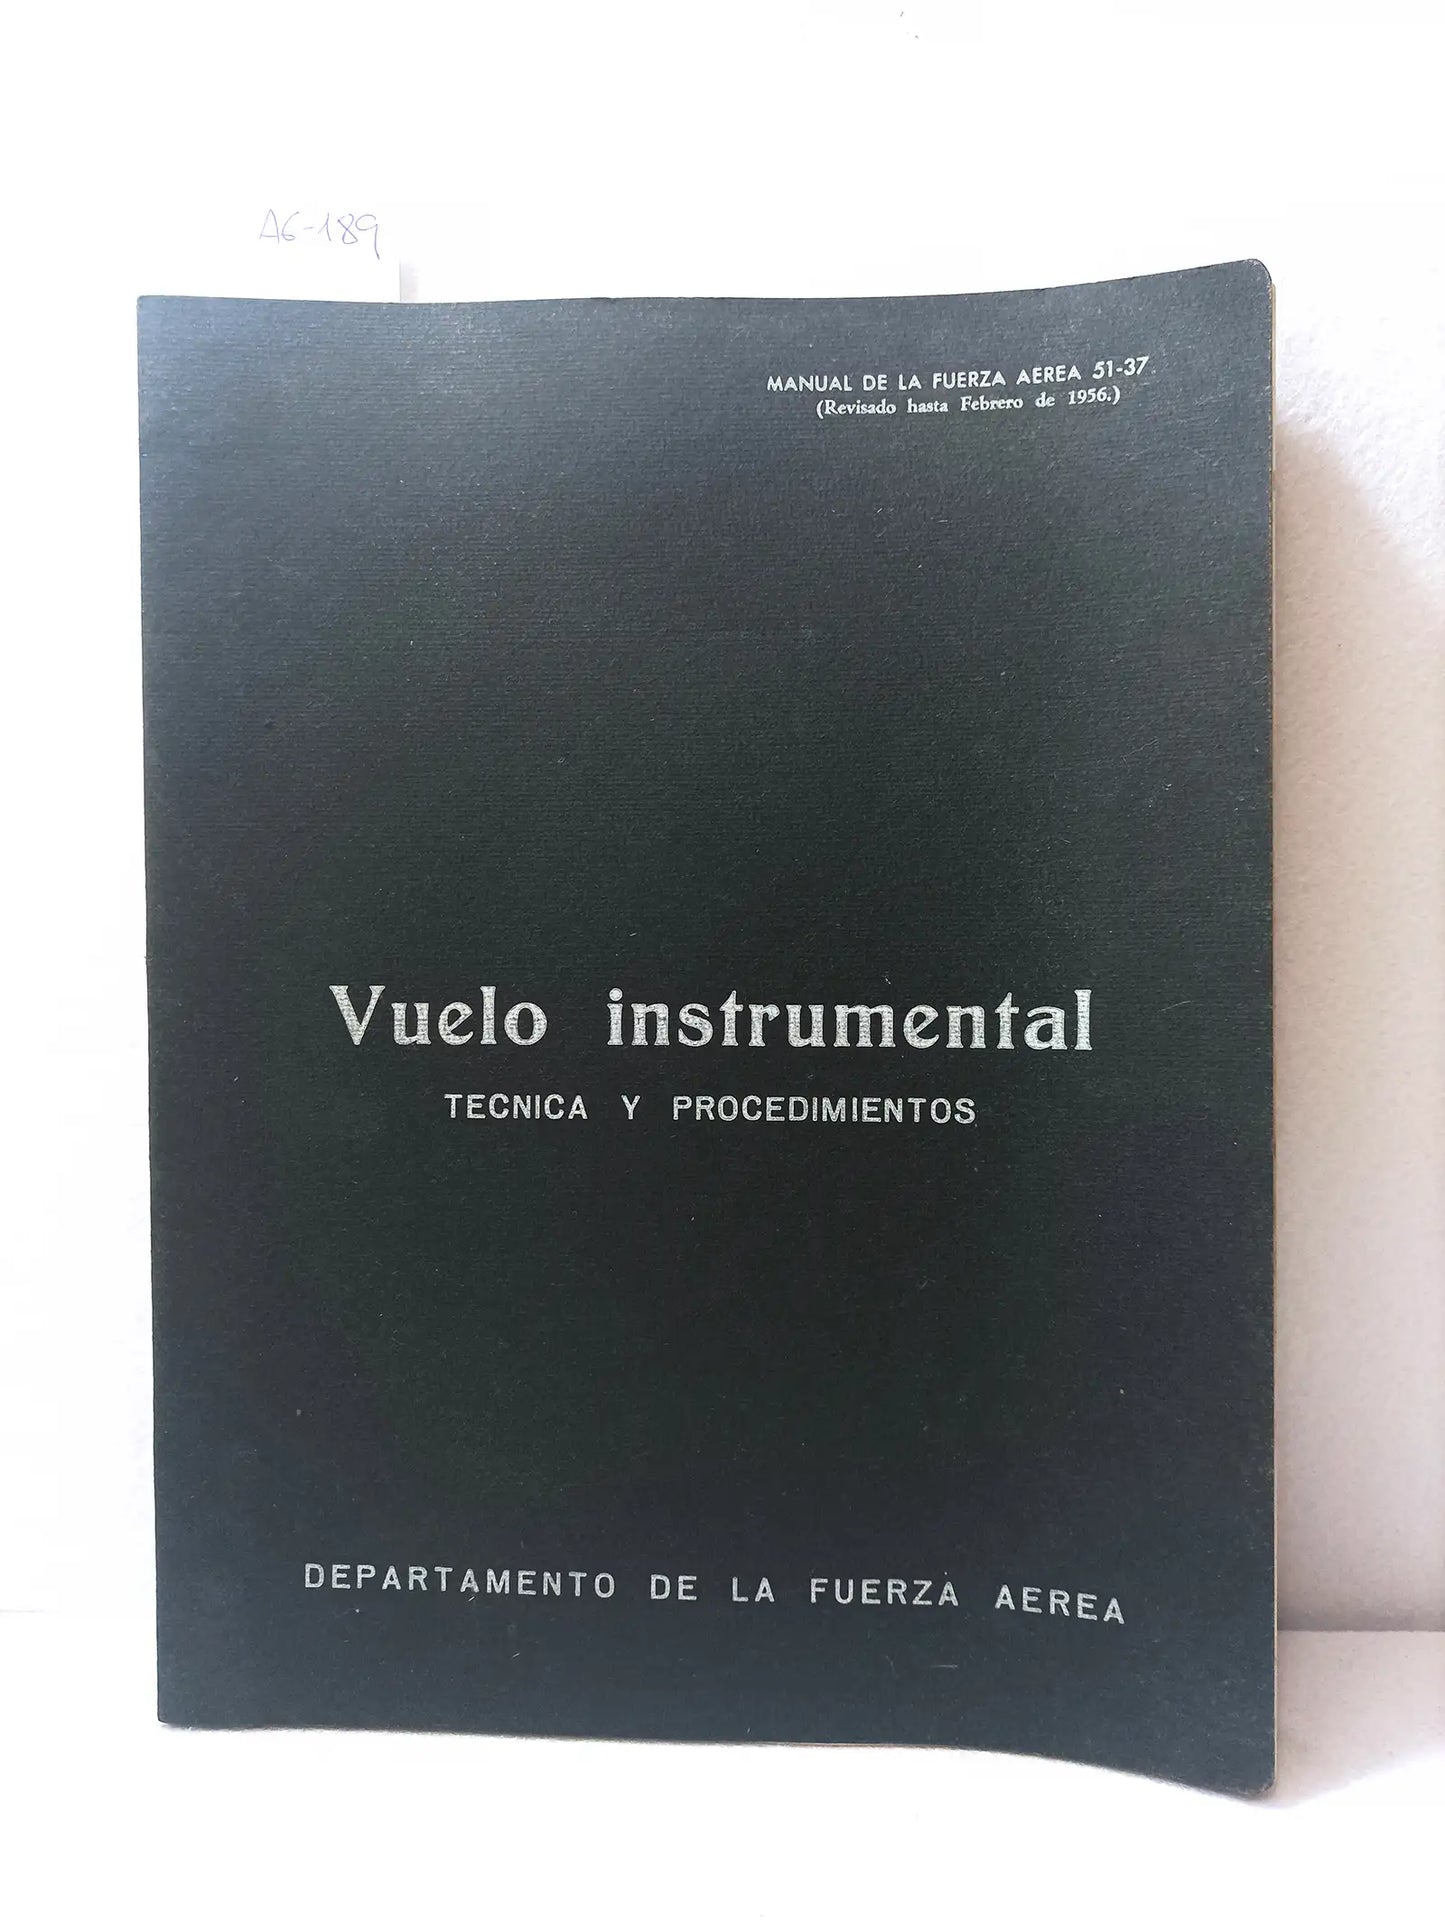 A6-189
MANUAL DE LA FUERZA AEREA 51-37
(Revisado hasta Febrero de 1956.)
Vuelo instrumental
TECNICA Y PROCEDIMIENTOS
DEPARTAMENTO DE LA FUERZA AEREA